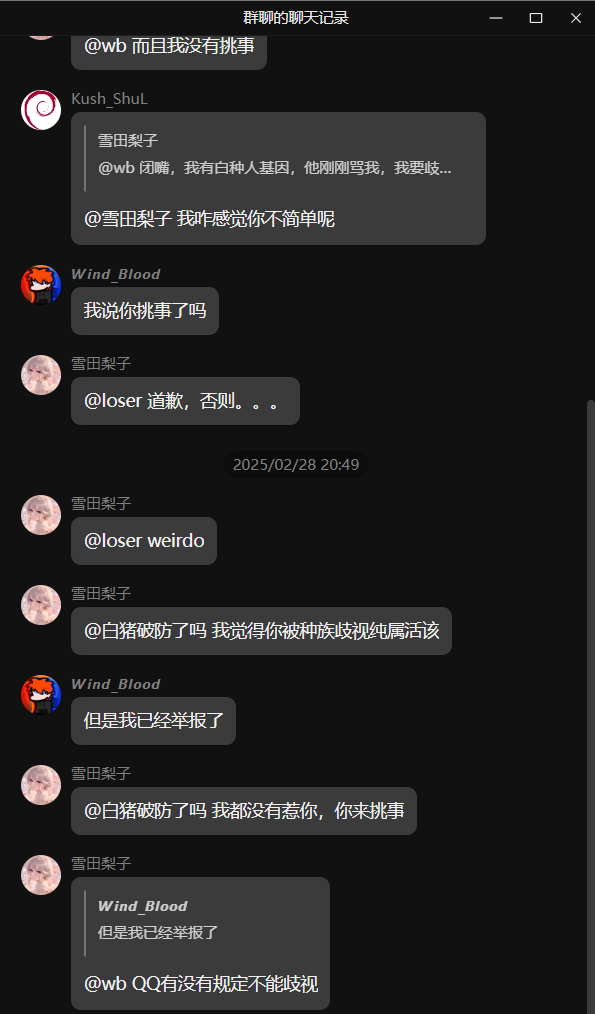 群聊的聊天记录
@wb 而且我没有挑事
Kush_ShuL
雪田梨子
@wb 闭嘴，我有白种人基因，他刚刚骂我，我要歧...
@雪田梨子 我咋感觉你不简单呢
Wind_Blood
我说你挑事了吗
雪田梨子
@loser 道歉，否则。。。
2025/02/28 20:49
雪田梨子
@loser weirdo
雪田梨子
@白猪破防了吗 我觉得你被种族歧视纯属活该
Wind_Blood
但是我已经举报了
雪田梨子
@白猪破防了吗 我都没有惹你，你来挑事
雪田梨子
Wind_Blood
但是我已经举报了
@wb QQ有没有规定不能歧视